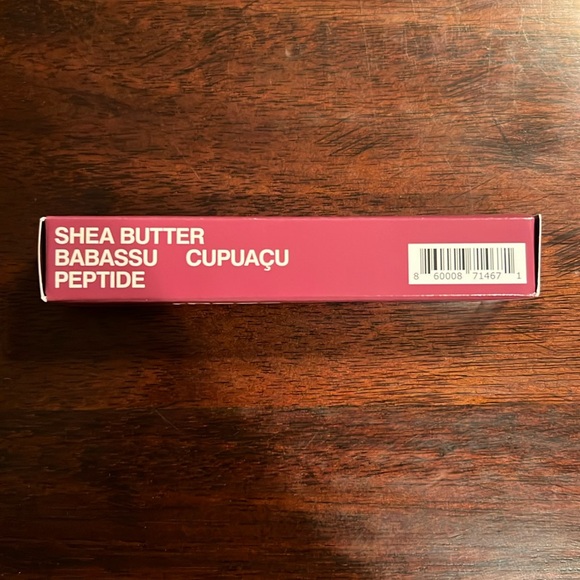 SHEA BUTTER
BABASSU CUPUAÇU
PEPTIDE
8 60008 71467 1